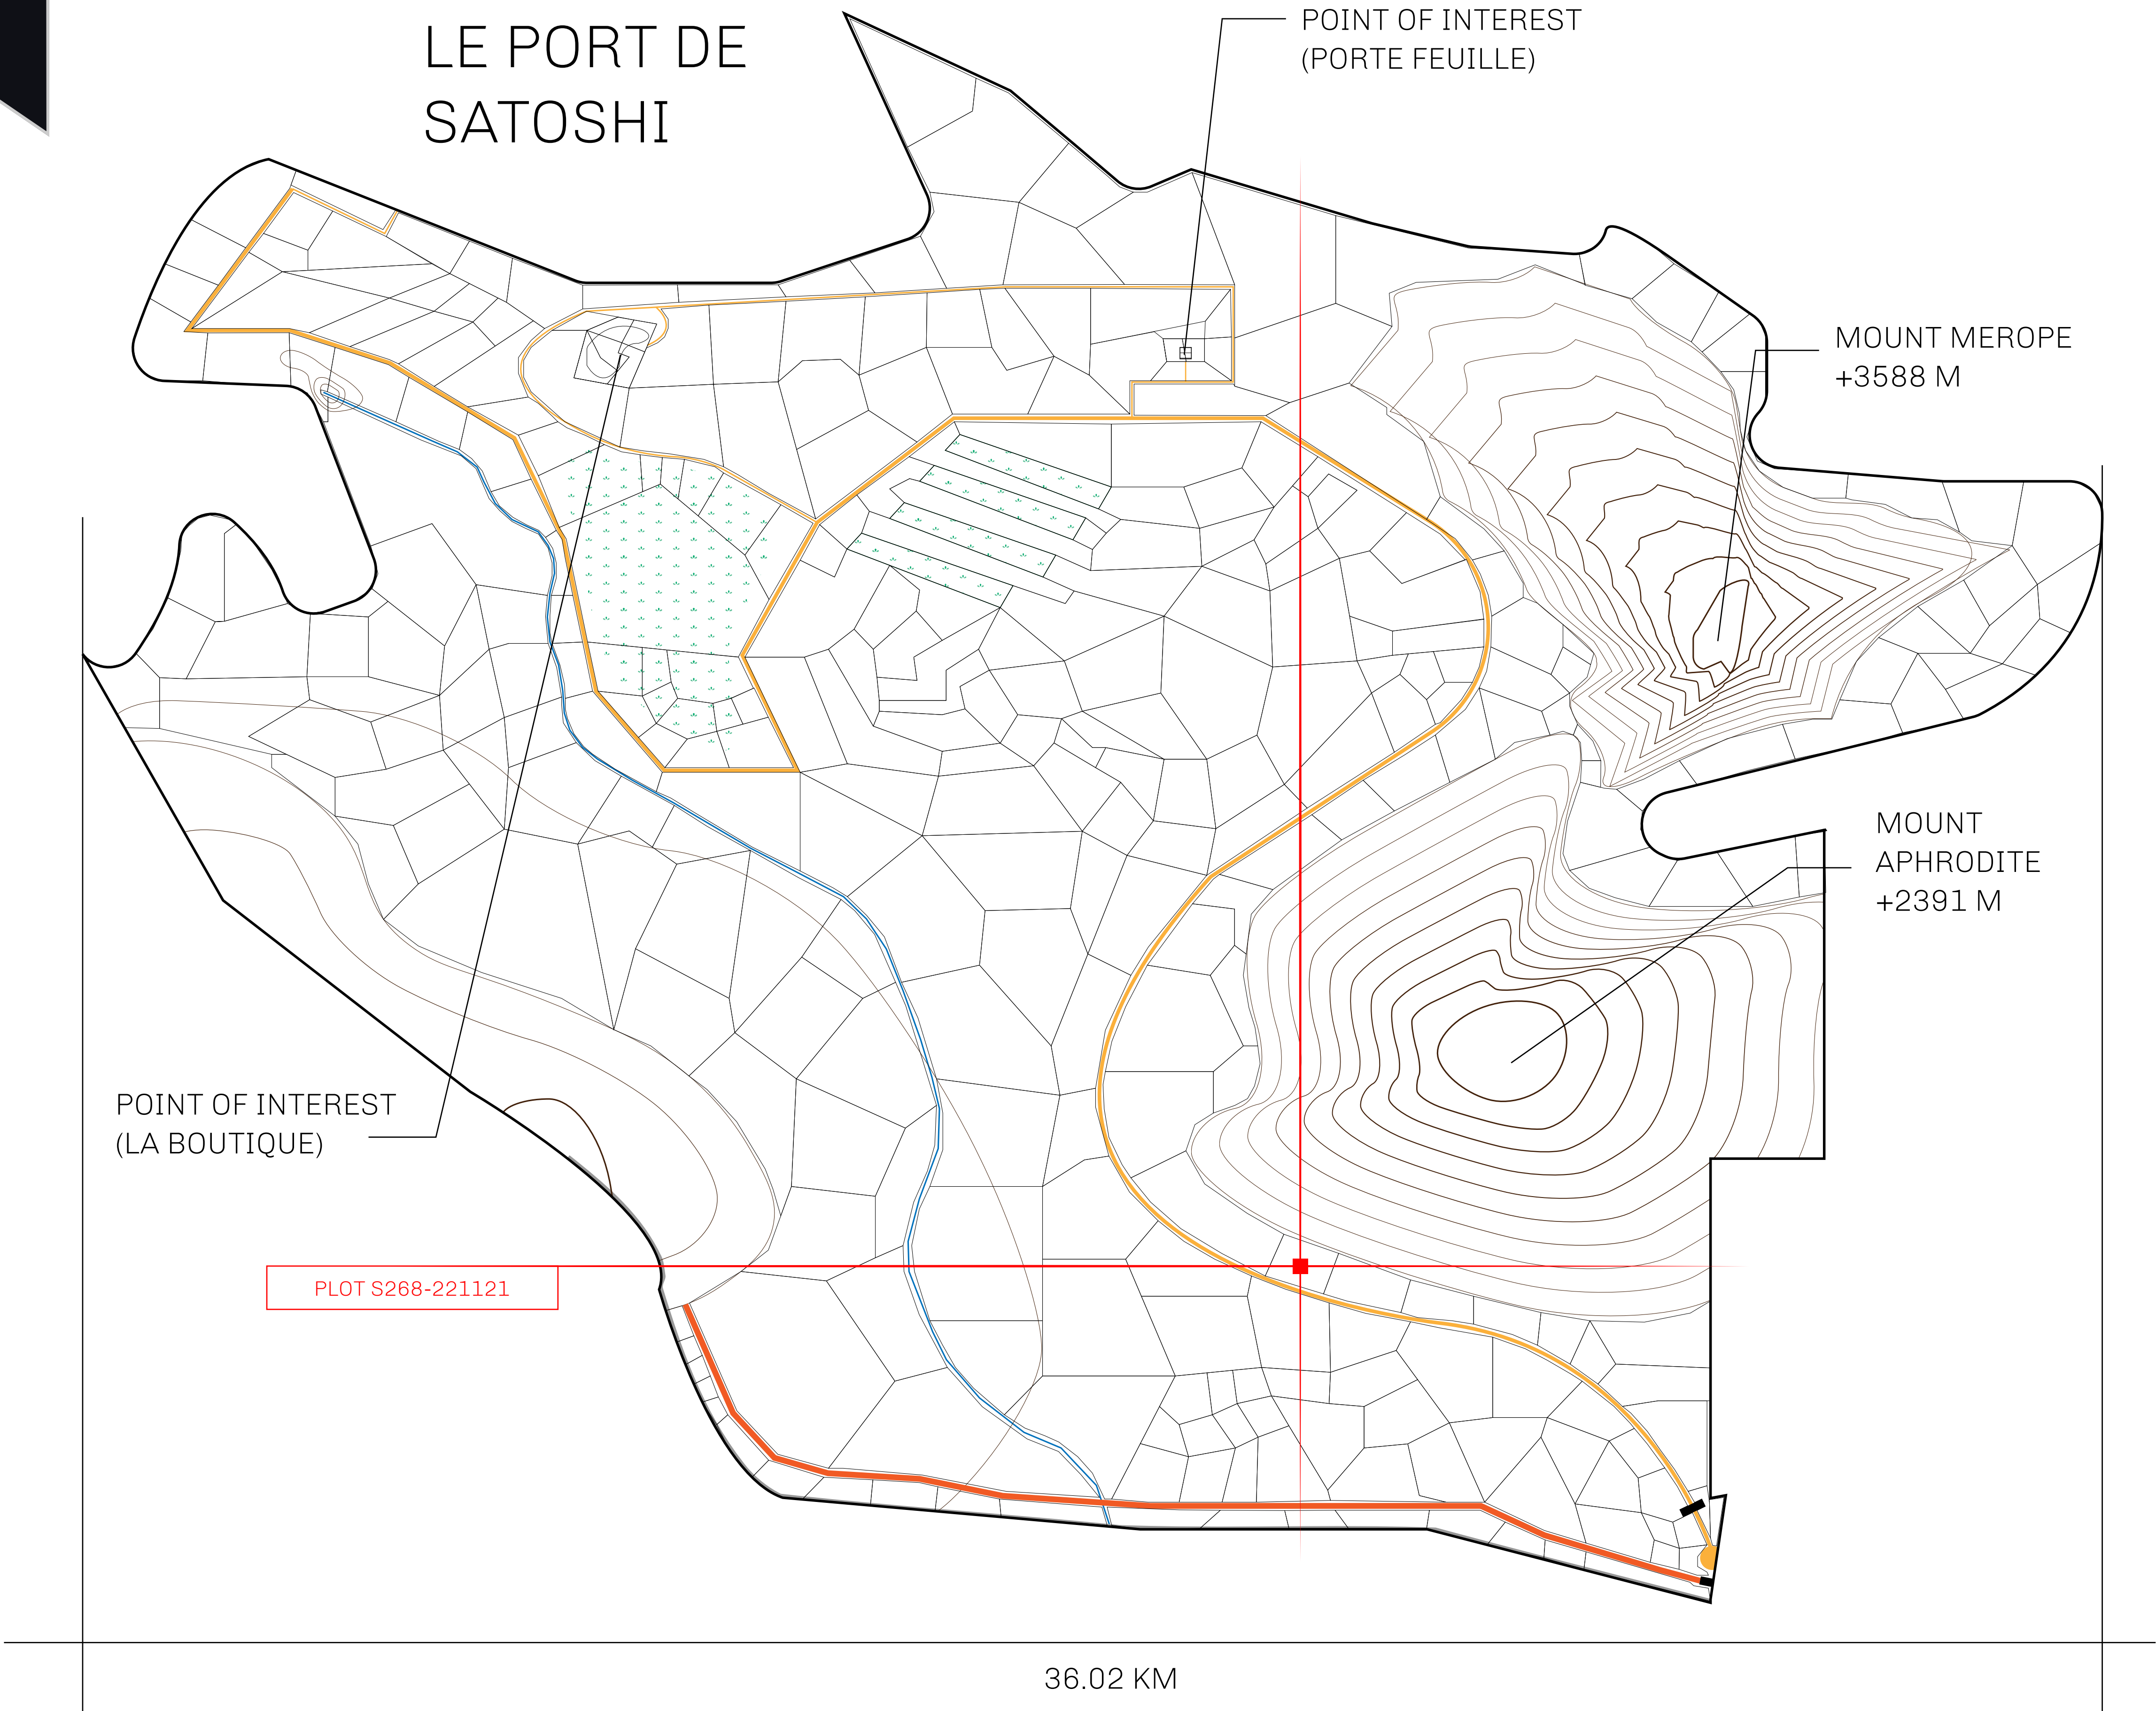 LE PORT DE
SATOSHI
POINT OF INTEREST
(PORTE FEUILLE)
MOUNT MEROPE
+3588 M
MOUNT
APHRODITE
+2391 M
POINT OF INTEREST
(LA BOUTIQUE)
PLOT S268-221121
36.02 KM